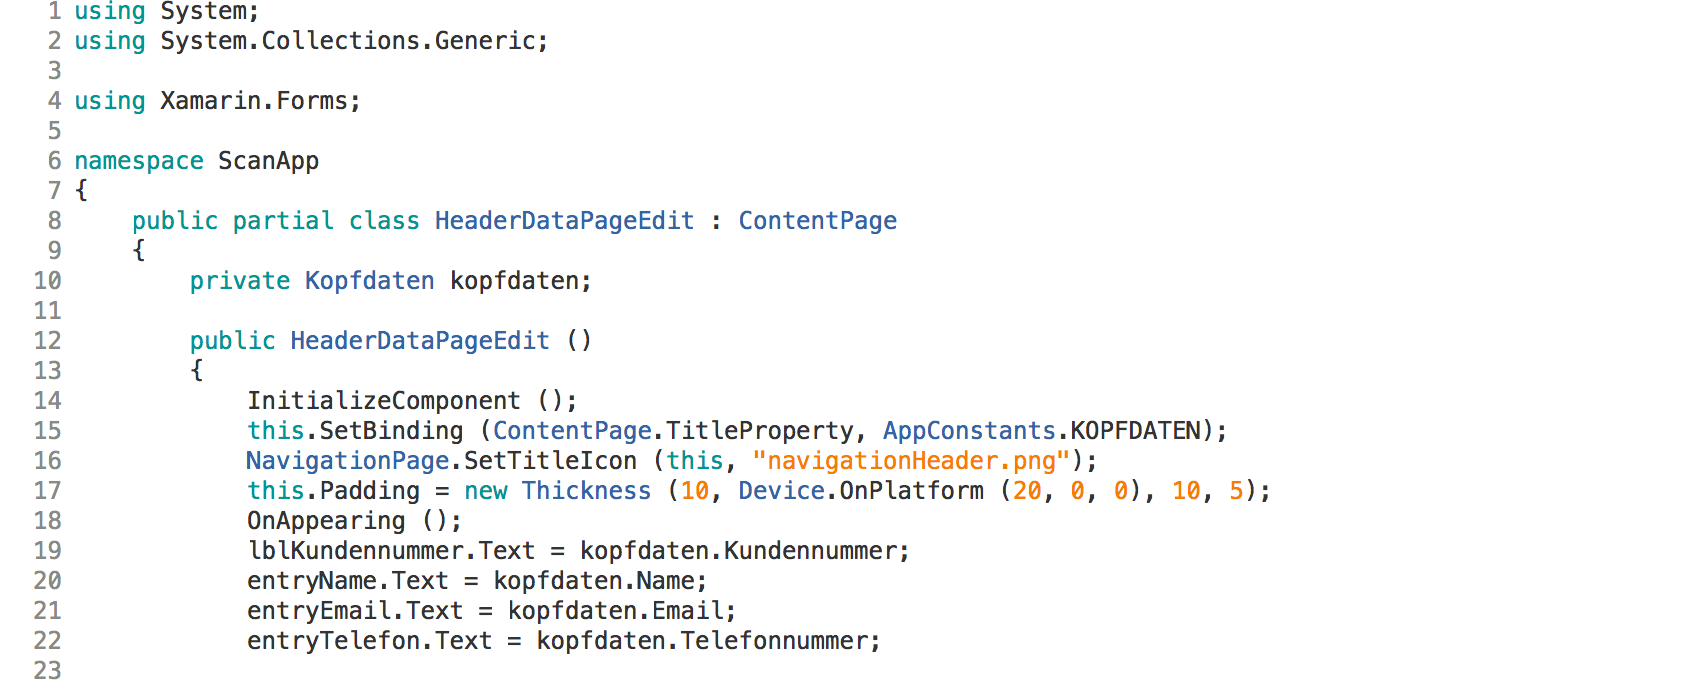 1 using System;
2 using System.Collections.Generic;
3
4 using Xamarin.Forms;
5
6 namespace ScanApp
7 {
8     public partial class HeaderDataPageEdit : ContentPage
9     {
10         private Kopfdaten kopfdaten;
11
12         public HeaderDataPageEdit ()
13         {
14             InitializeComponent ();
15             this.SetBinding (ContentPage.TitleProperty, AppConstants.KOPFDATEN);
16             NavigationPage.SetTitleIcon (this, "navigationHeader.png");
17             this.Padding = new Thickness (10, Device.OnPlatform (20, 0, 0), 10, 5);
18             OnAppearing ();
19             lblKundennummer.Text = kopfdaten.Kundennummer;
20             entryName.Text = kopfdaten.Name;
21             entryEmail.Text = kopfdaten.Email;
22             entryTelefon.Text = kopfdaten.Telefonnummer;
23